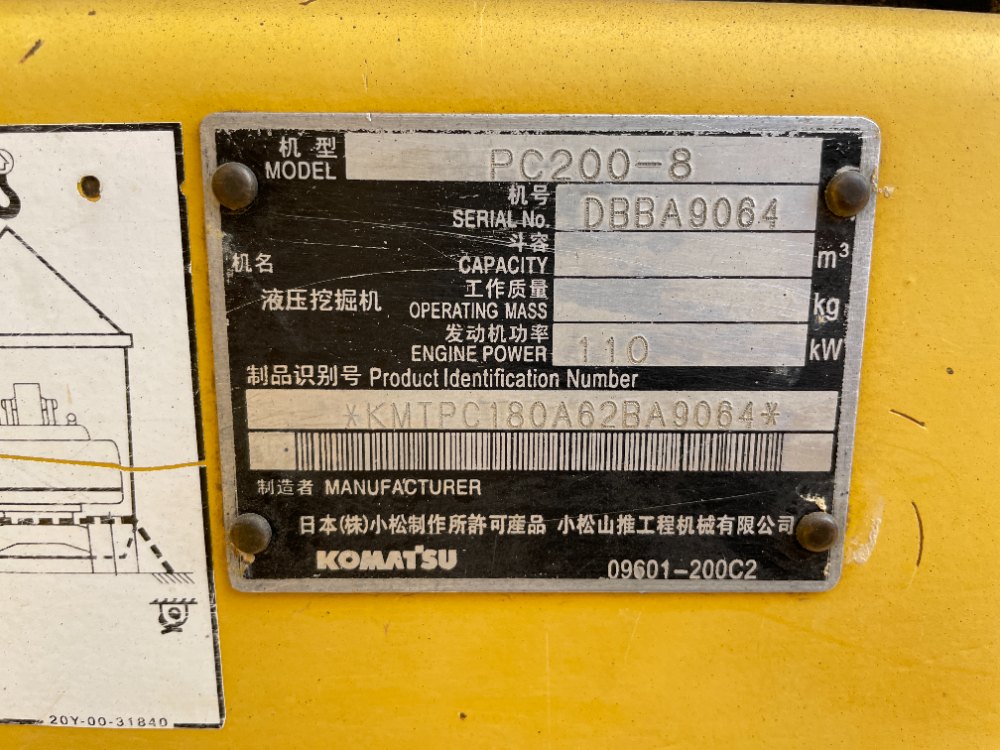 机型
MODEL PC200-8
机号
SERIAL No. DBBA9064
斗容
CAPACITY m³
机名
液压挖掘机
工作质量
OPERATING MASS kg
发动机功率
ENGINE POWER 110 kW
制品识别号 Product Identification Number
*KMTPC180A62BA9064*
制造者 MANUFACTURER
日本(株)小松制作所許可産品 小松山推工程机械有限公司
KOMATSU
09601-200C2
20Y-00-31840